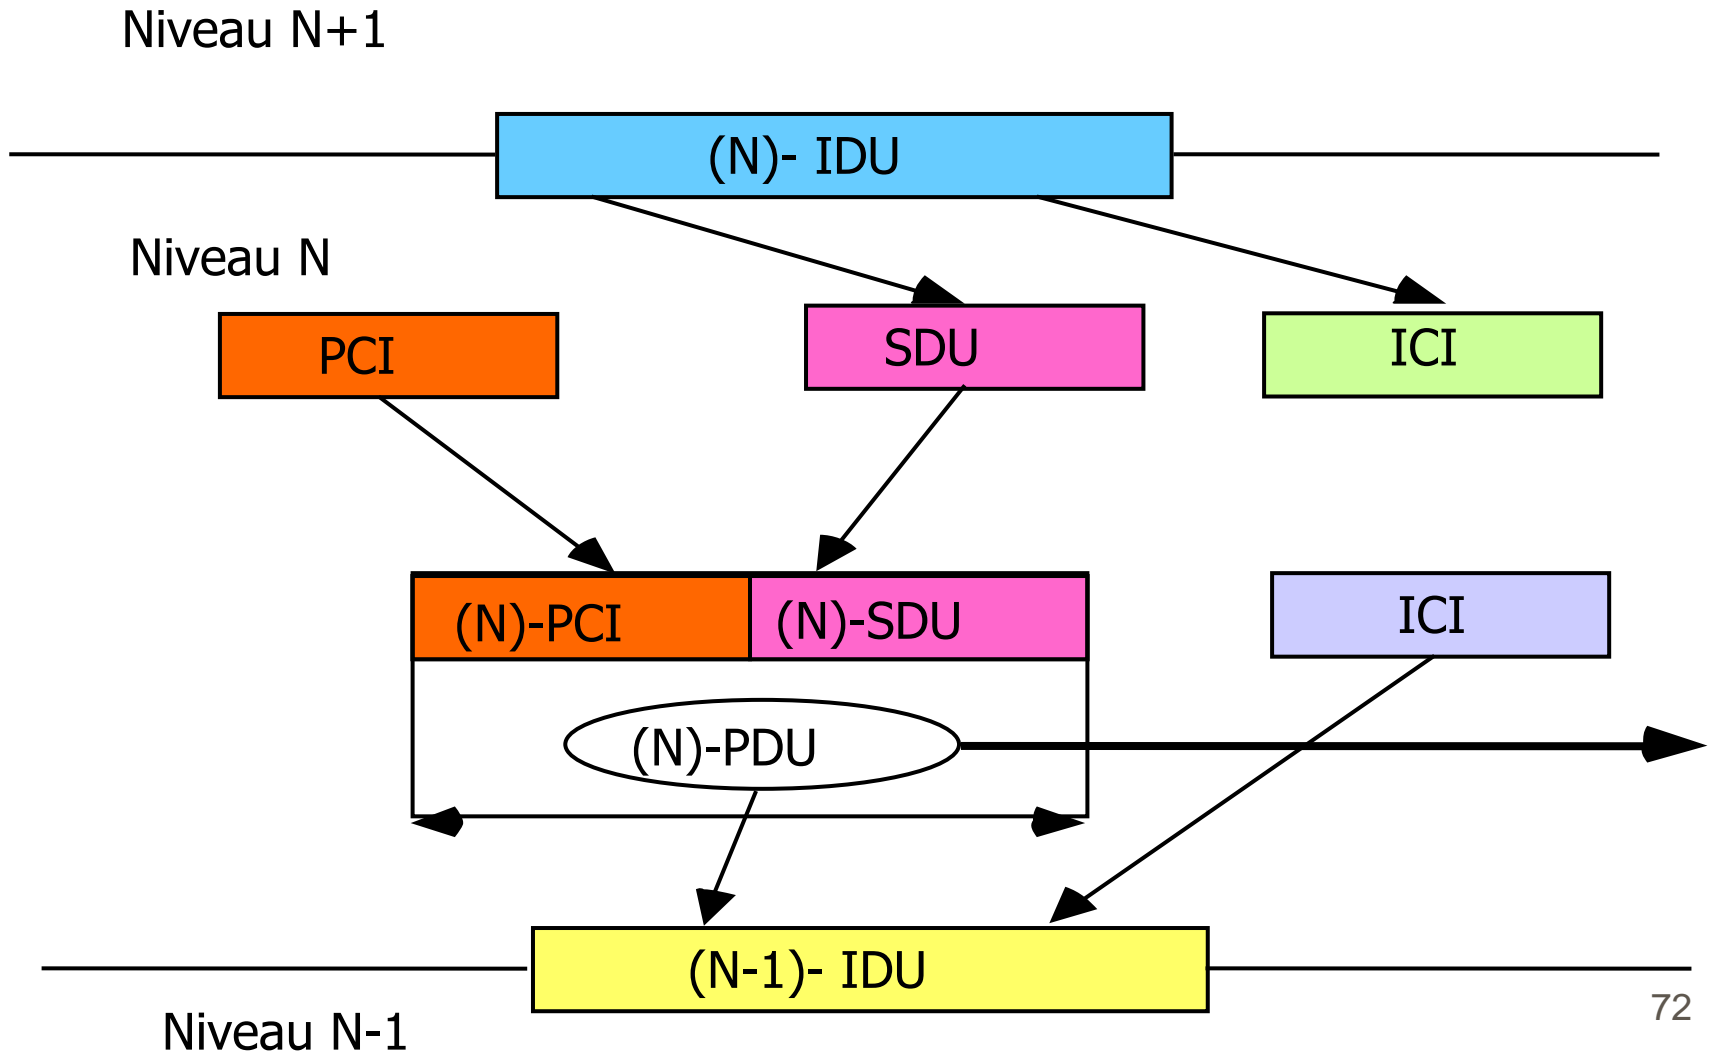 Niveau N+1
(N)- IDU
Niveau N
PCI
SDU
ICI
(N)-PCI
(N)-SDU
ICI
(N)-PDU
(N-1)- IDU
72
Niveau N-1